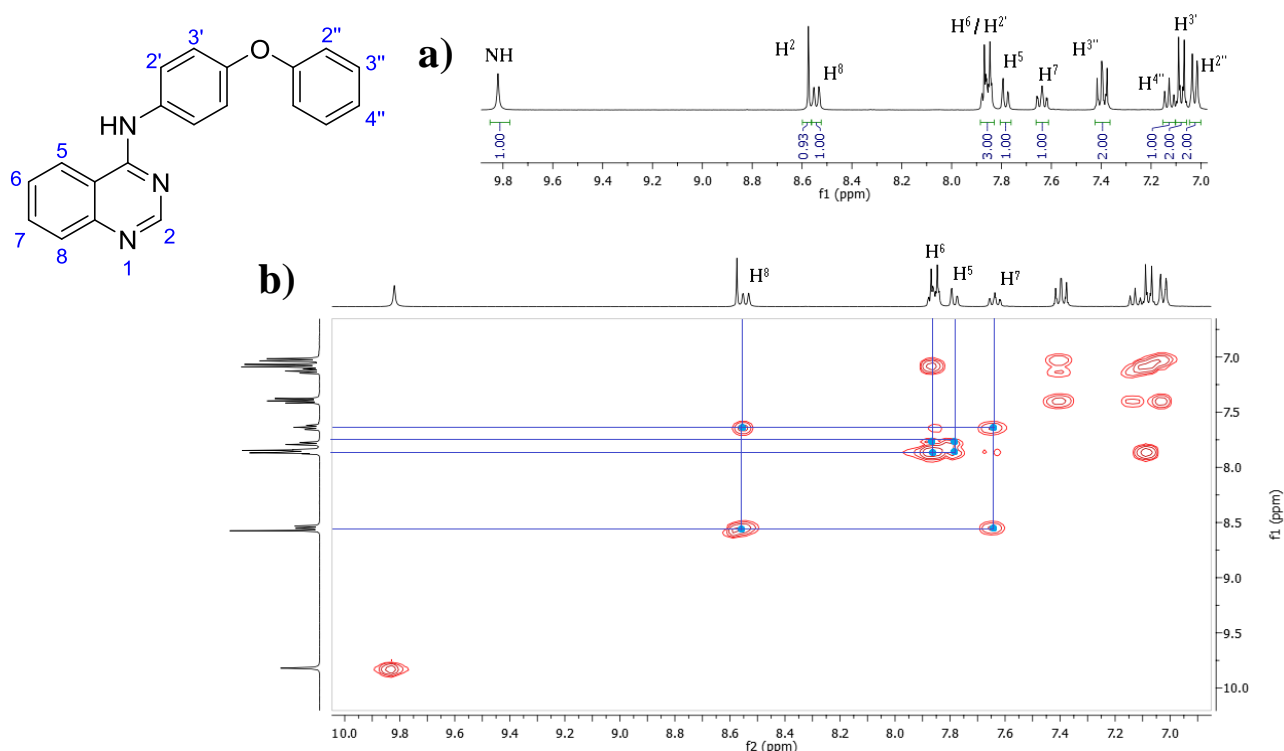 O
2''
3'
2'
3''
4''
HN
5
6
N
7
2
8
N
1
a)
NH
H²
H⁸
H⁶ / H²'
H⁵
H⁷
H³''
H⁴''
H³'
H²''
1.00
0.93
1.00
3.00
1.00
1.00
2.00
1.00
2.00
2.00
9.8 9.6 9.4 9.2 9.0 8.8 8.6 8.4 8.2 8.0 7.8 7.6 7.4 7.2 7.0
f1 (ppm)
b)
H⁸
H⁶
H⁵
H⁷
7.0
7.5
8.0
8.5
9.0
9.5
10.0
f1 (ppm)
10.0 9.8 9.6 9.4 9.2 9.0 8.8 8.6 8.4 8.2 8.0 7.8 7.6 7.4 7.2 7.0
f2 (ppm)